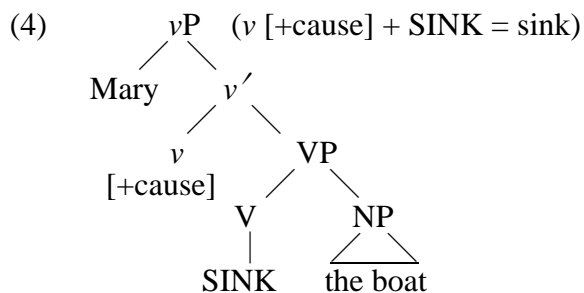 (4) vP (v [+cause] + SINK = sink)
Mary v′
v VP
[+cause]
V NP
SINK the boat